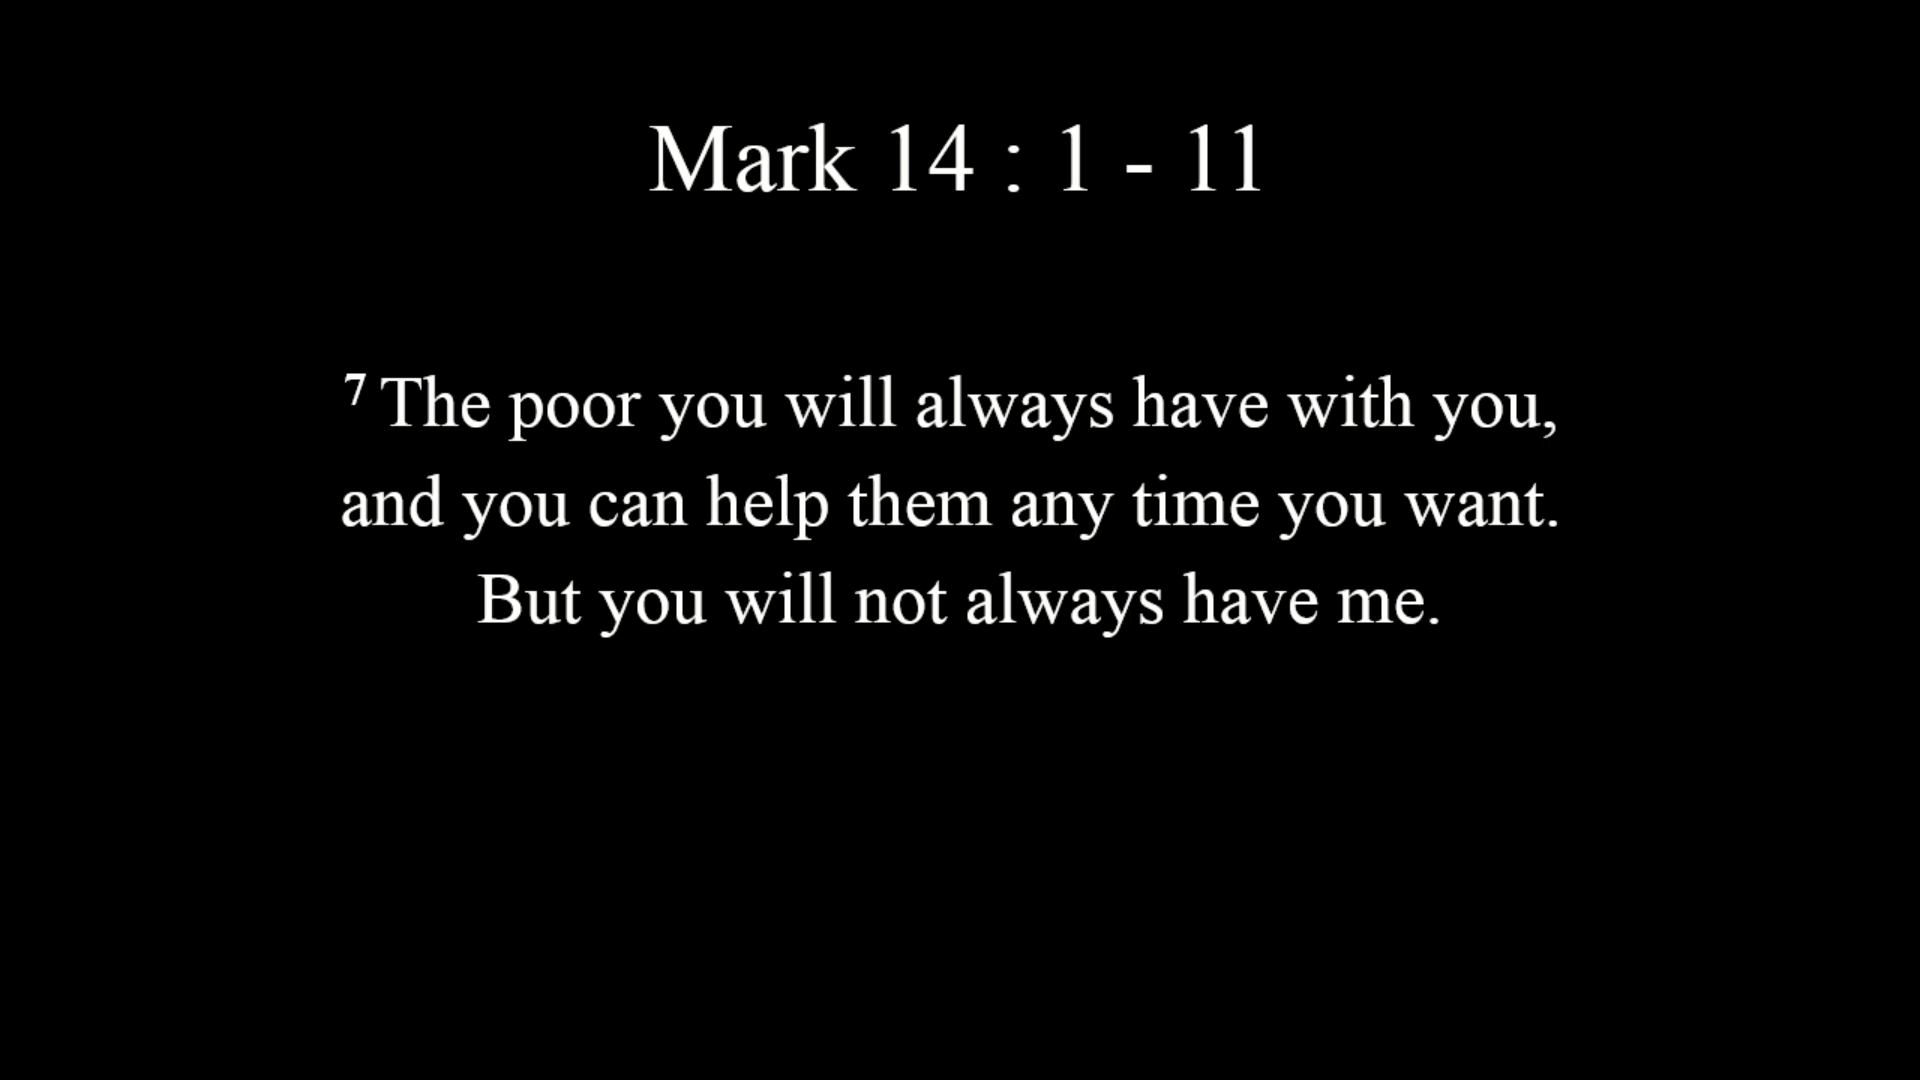 Mark 14 : 1 - 11
7 The poor you will always have with you,
and you can help them any time you want.
But you will not always have me.